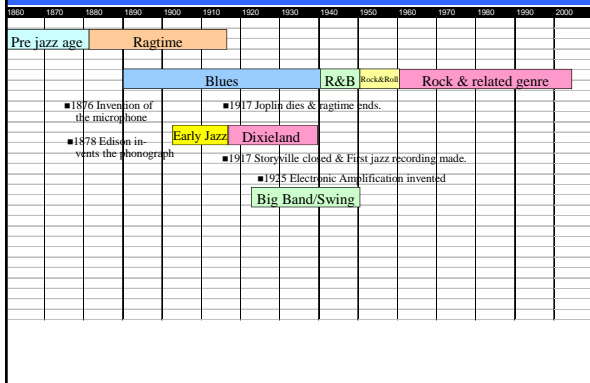 1860 1870 1880 1890 1900 1910 1920 1930 1940 1950 1960 1970 1980 1990 2000
Pre jazz age Ragtime
Blues R&B Rock&Roll Rock & related genre
■1876 Invention of
the microphone
■1917 Joplin dies & ragtime ends.
Early Jazz Dixieland
■1878 Edison in-
vents the phonograph
■1917 Storyville closed & First jazz recording made.
■1925 Electronic Amplification invented
Big Band/Swing